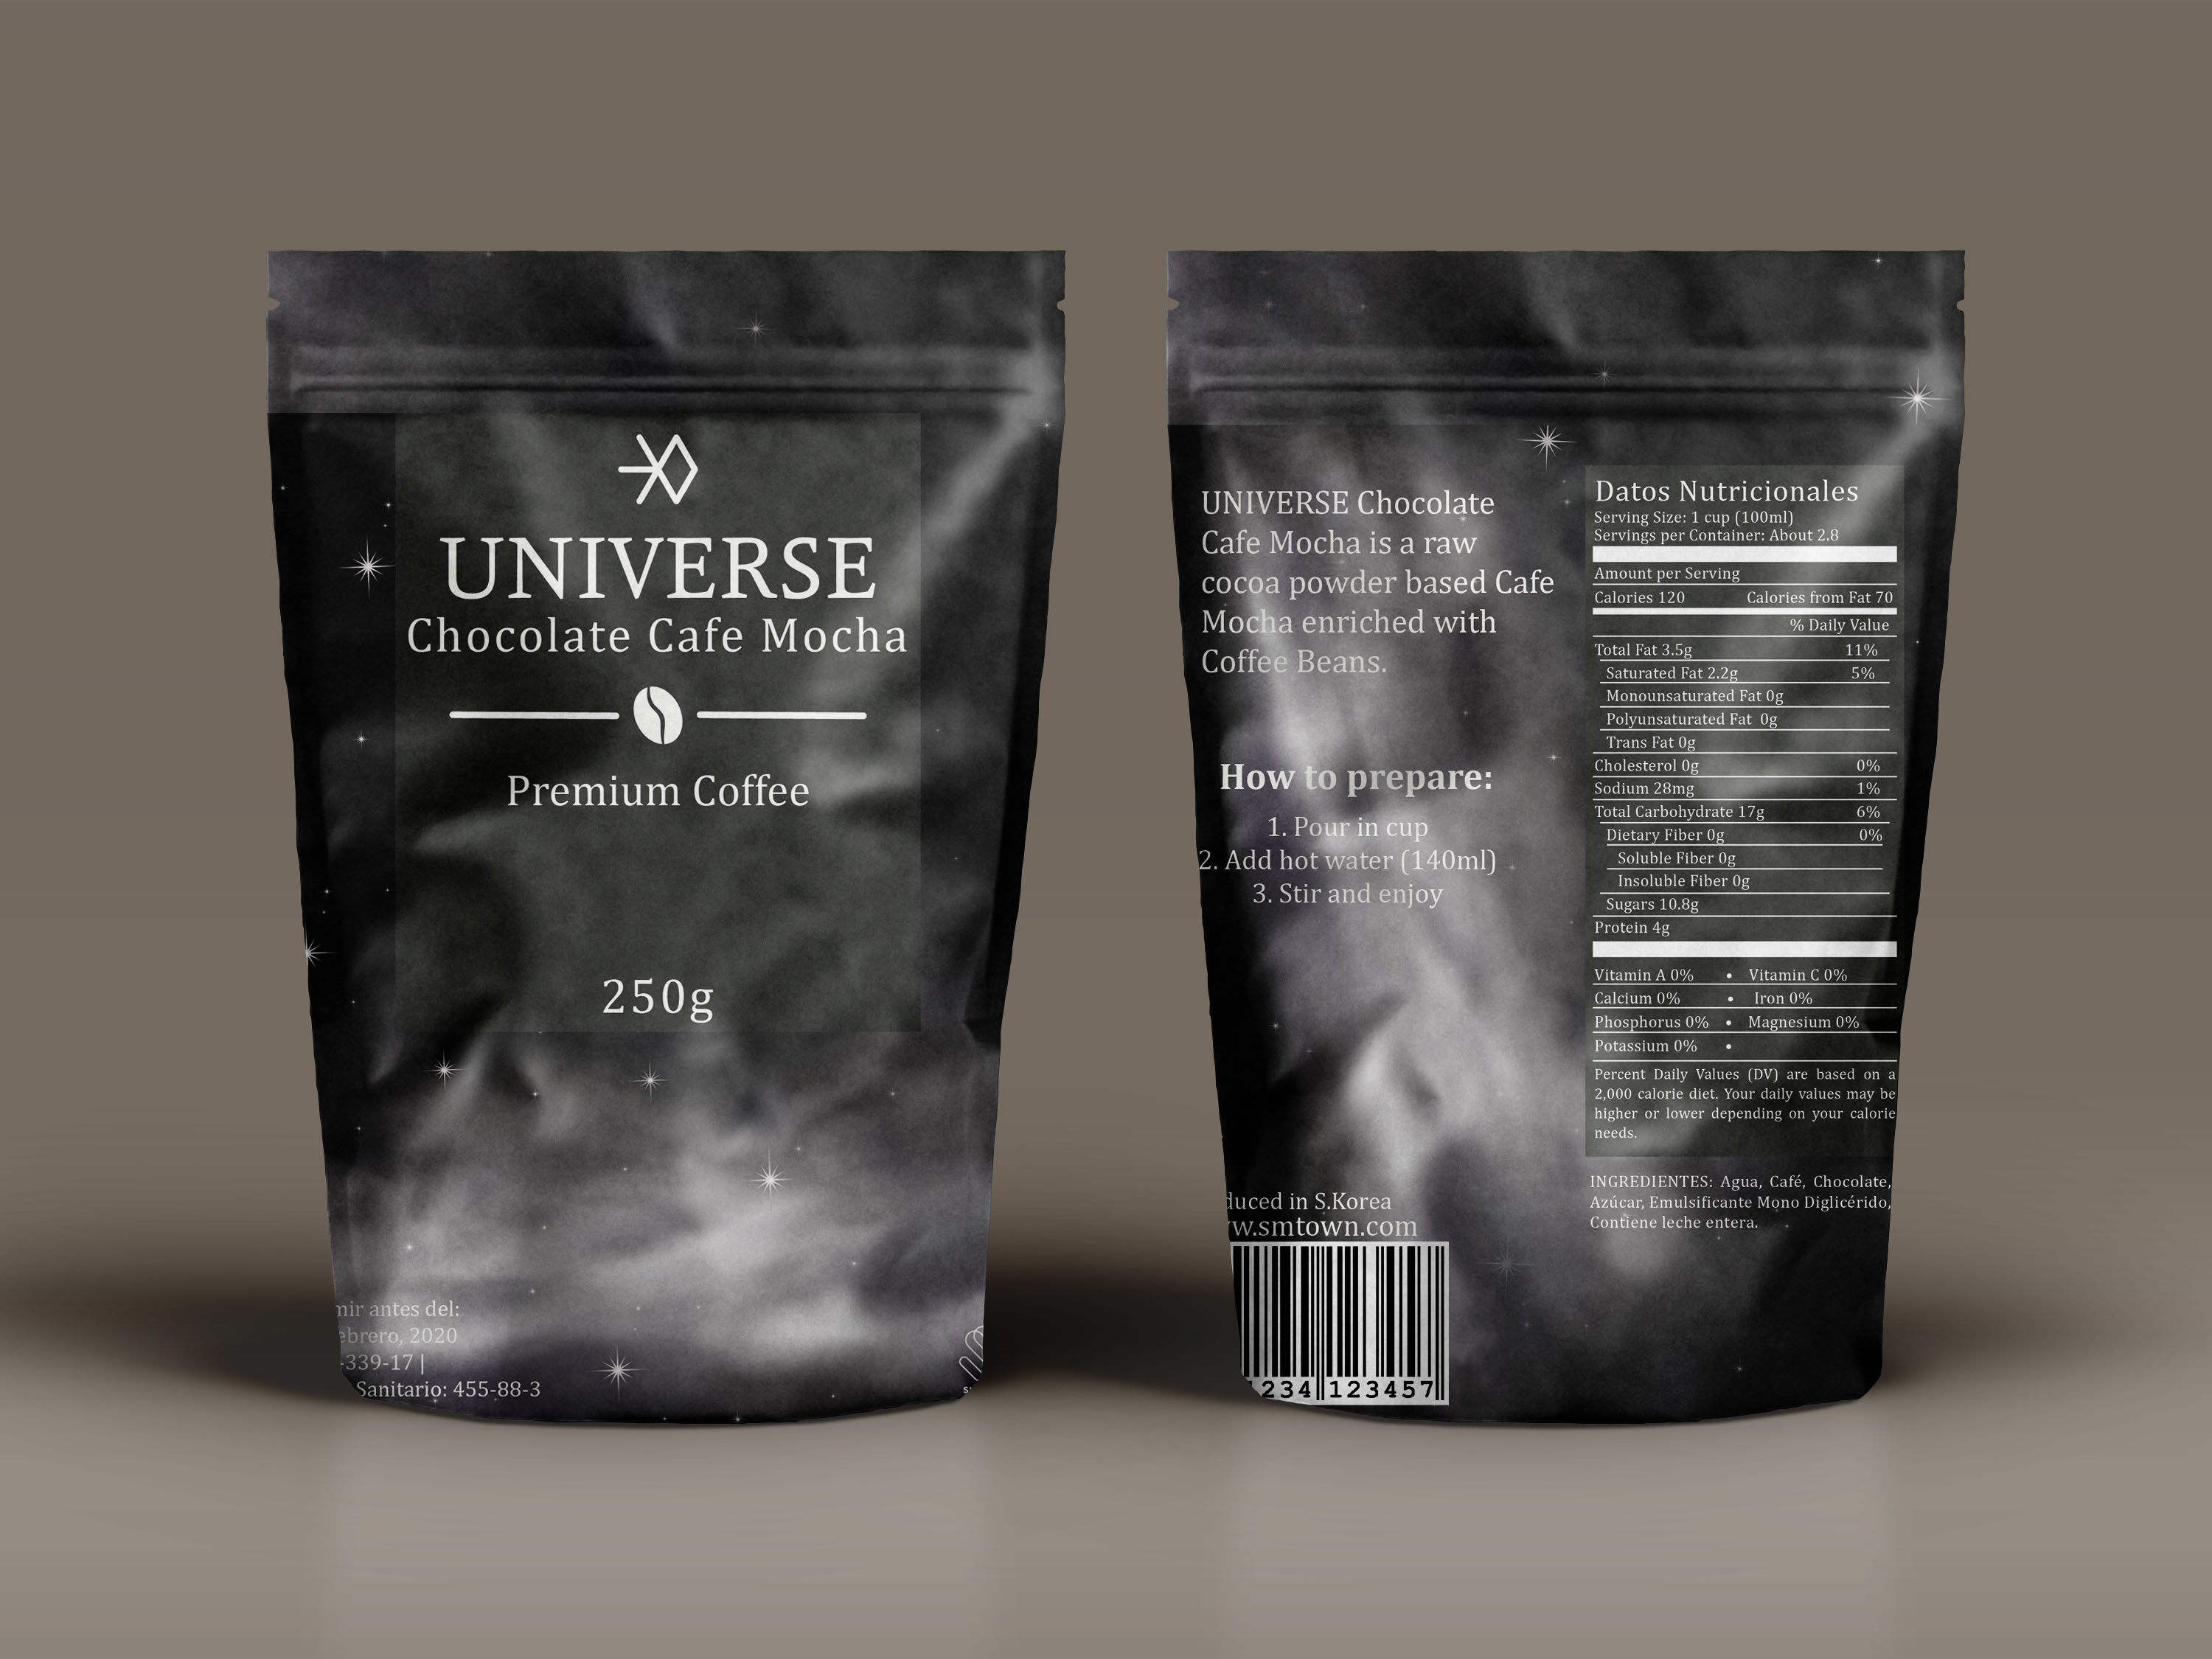 UNIVERSE
Chocolate Cafe Mocha
Premium Coffee
250g
antes del:
2020
-339-17 |
Sanitario: 455-88-3
UNIVERSE Chocolate
Cafe Mocha is a raw
cocoa powder based Cafe
Mocha enriched with
Coffee Beans.
How to prepare:
1. Pour in cup
2. Add hot water (140ml)
3. Stir and enjoy
duced in S.Korea
w.smtown.com
234 123457
Datos Nutricionales
Serving Size: 1 cup (100ml)
Servings per Container: About 2.8
Amount per Serving
Calories 120 Calories from Fat 70
% Daily Value
Total Fat 3.5g 11%
Saturated Fat 2.2g 5%
Monounsaturated Fat 0g
Polyunsaturated Fat 0g
Trans Fat 0g
Cholesterol 0g 0%
Sodium 28mg 1%
Total Carbohydrate 17g 6%
Dietary Fiber 0g 0%
Soluble Fiber 0g
Insoluble Fiber 0g
Sugars 10.8g
Protein 4g
Vitamin A 0% • Vitamin C 0%
Calcium 0% • Iron 0%
Phosphorus 0% • Magnesium 0%
Potassium 0% •
Percent Daily Values (DV) are based on a
2,000 calorie diet. Your daily values may be
higher or lower depending on your calorie
needs.
INGREDIENTES: Agua, Café, Chocolate,
Azúcar, Emulsificante Mono Diglicérido,
Contiene leche entera.